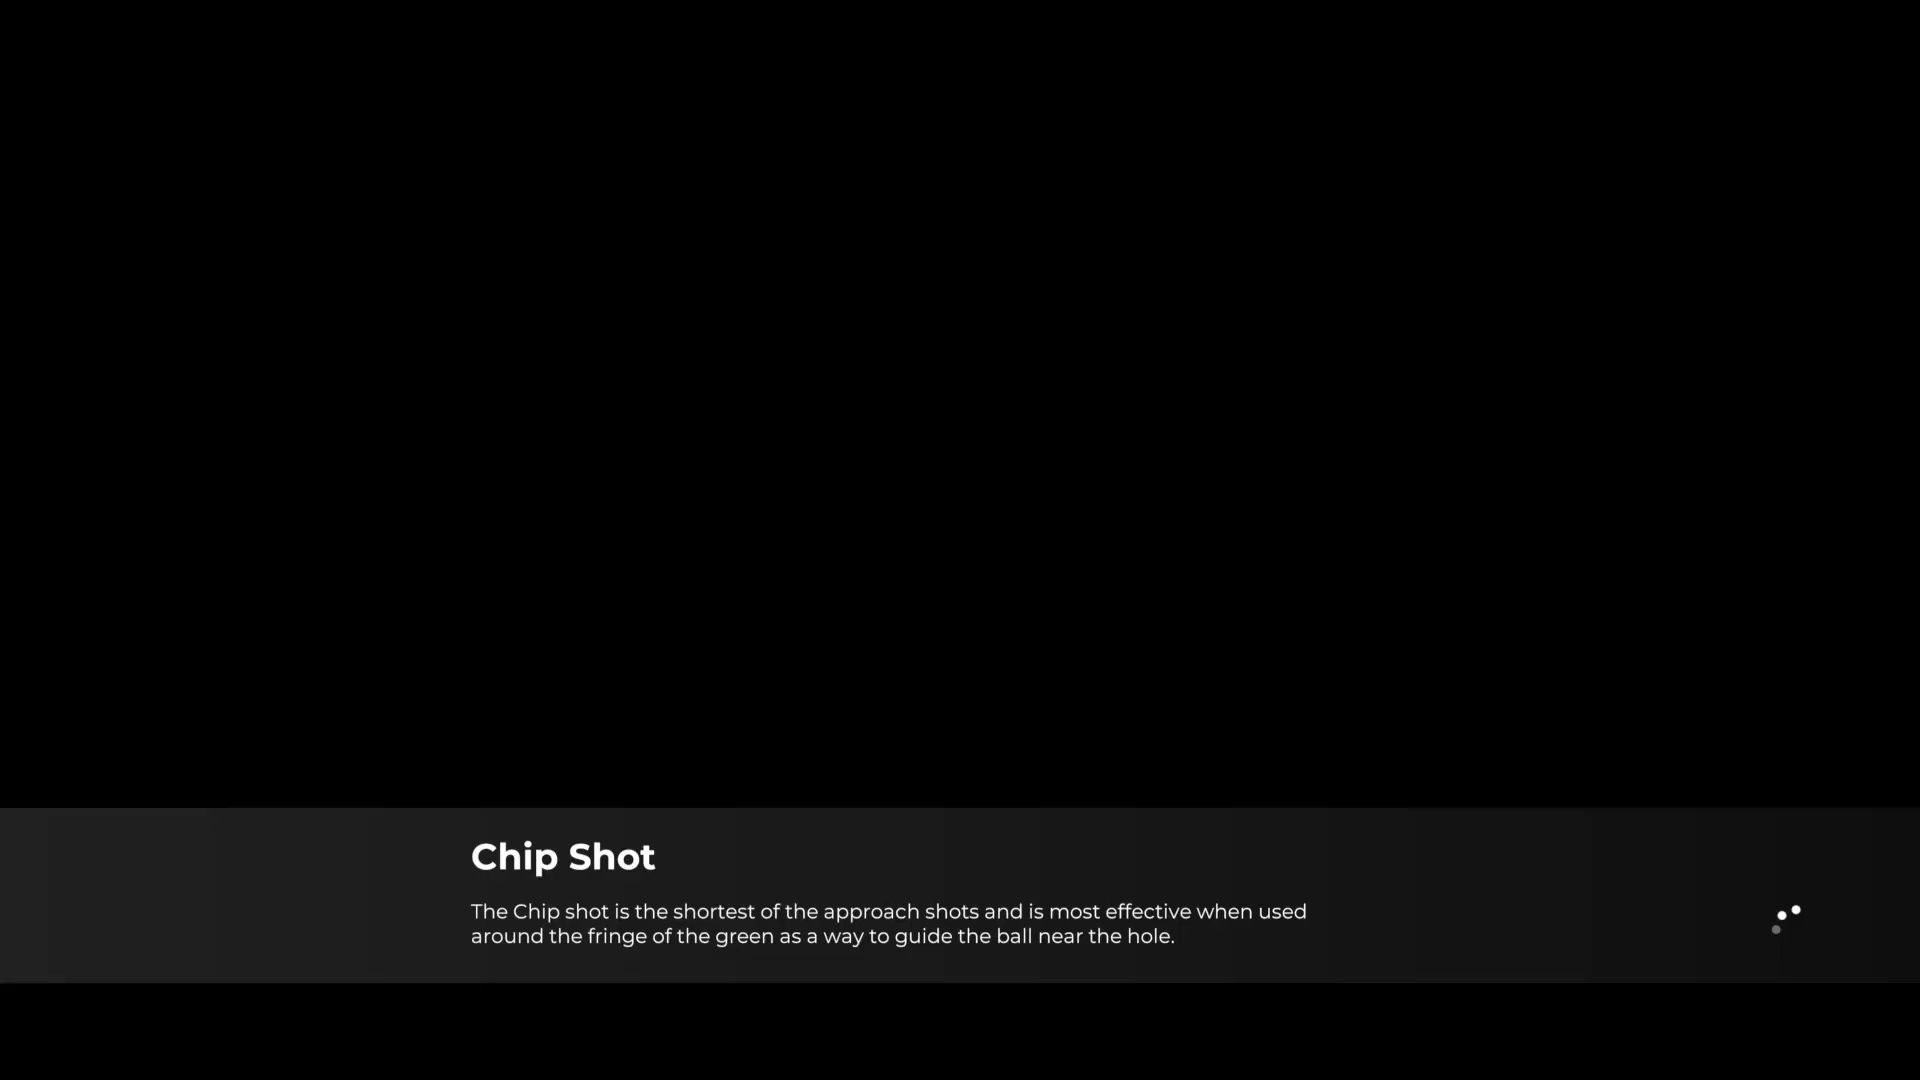 Chip Shot
The Chip shot is the shortest of the approach shots and is most effective when used
around the fringe of the green as a way to guide the ball near the hole.